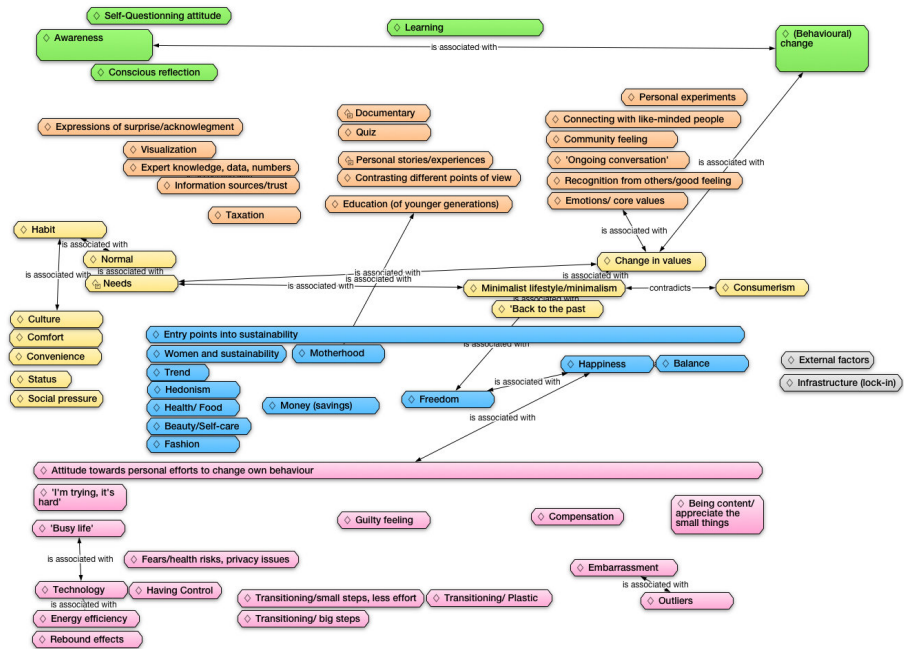 Self-Questionning attitude
Learning
Awareness
is associated with
(Behavioural)
change
Conscious reflection
Personal experiments
Documentary
Connecting with like-minded people
Expressions of surprise/acknowlegment
Quiz
Community feeling
Visualization
Personal stories/experiences
'Ongoing conversation'
is associated with
Expert knowledge, data, numbers
Contrasting different points of view
Recognition from others/good feeling
Information sources/trust
Emotions/ core values
Taxation
Education (of younger generations)
Habit
is associated with
is associated with
Normal
Change in values
is associated with
is associated with
is associated with
is associated with
is associated with
Needs
is associated with
Minimalist lifestyle/minimalism
contradicts
Consumerism
is associated with
'Back to the past
Culture
Entry points into sustainability
Comfort
is associated with
Convenience
Women and sustainability
Motherhood
Happiness
Balance
External factors
Trend
Status
is associated with
Infrastructure (lock-in)
Hedonism
Social pressure
Health/ Food
Money (savings)
Freedom
is associated with
Beauty/Self-care
Fashion
Attitude towards personal efforts to change own behaviour
'I'm trying, it's
hard'
Being content/
appreciate the
small things
Guilty feeling
Compensation
'Busy life'
is associated with
Fears/health risks, privacy issues
Embarrassment
is associated with
Technology
Having Control
Transitioning/small steps, less effort
Transitioning/ Plastic
Outliers
is associated with
Energy efficiency
Transitioning/ big steps
Rebound effects